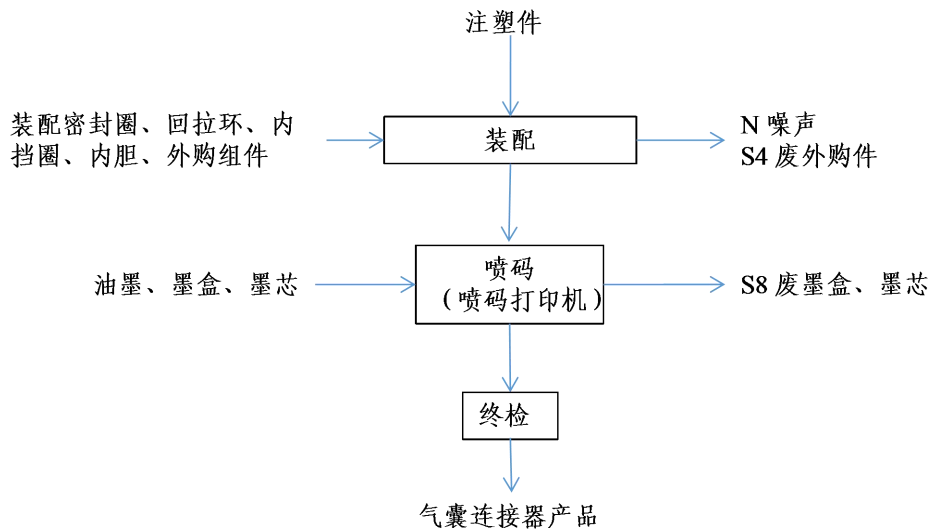 注塑件
装配密封圈、回拉环、内
挡圈、内胆、外购组件
装配
N 噪声
S4 废外购件
油墨、墨盒、墨芯
喷码
（喷码打印机）
S8 废墨盒、墨芯
终检
气囊连接器产品